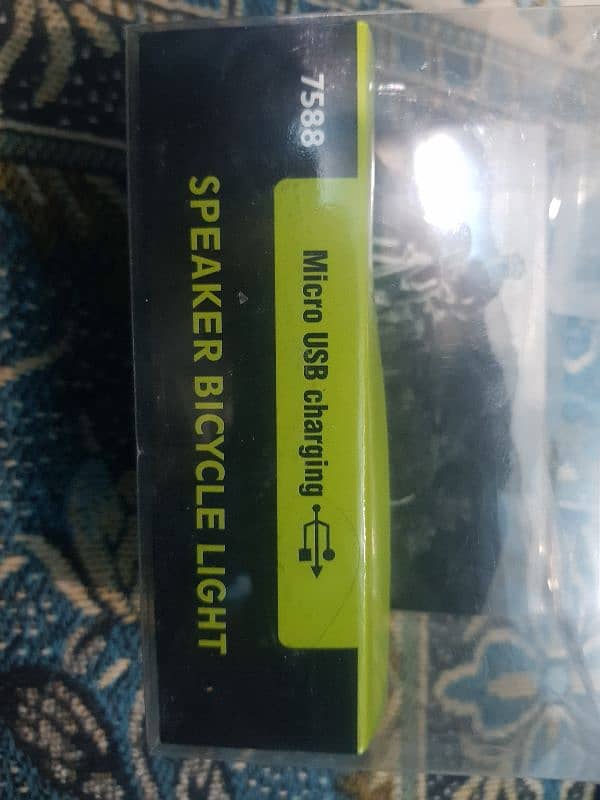 7588
Micro USB charging
SPEAKER BICYCLE LIGHT